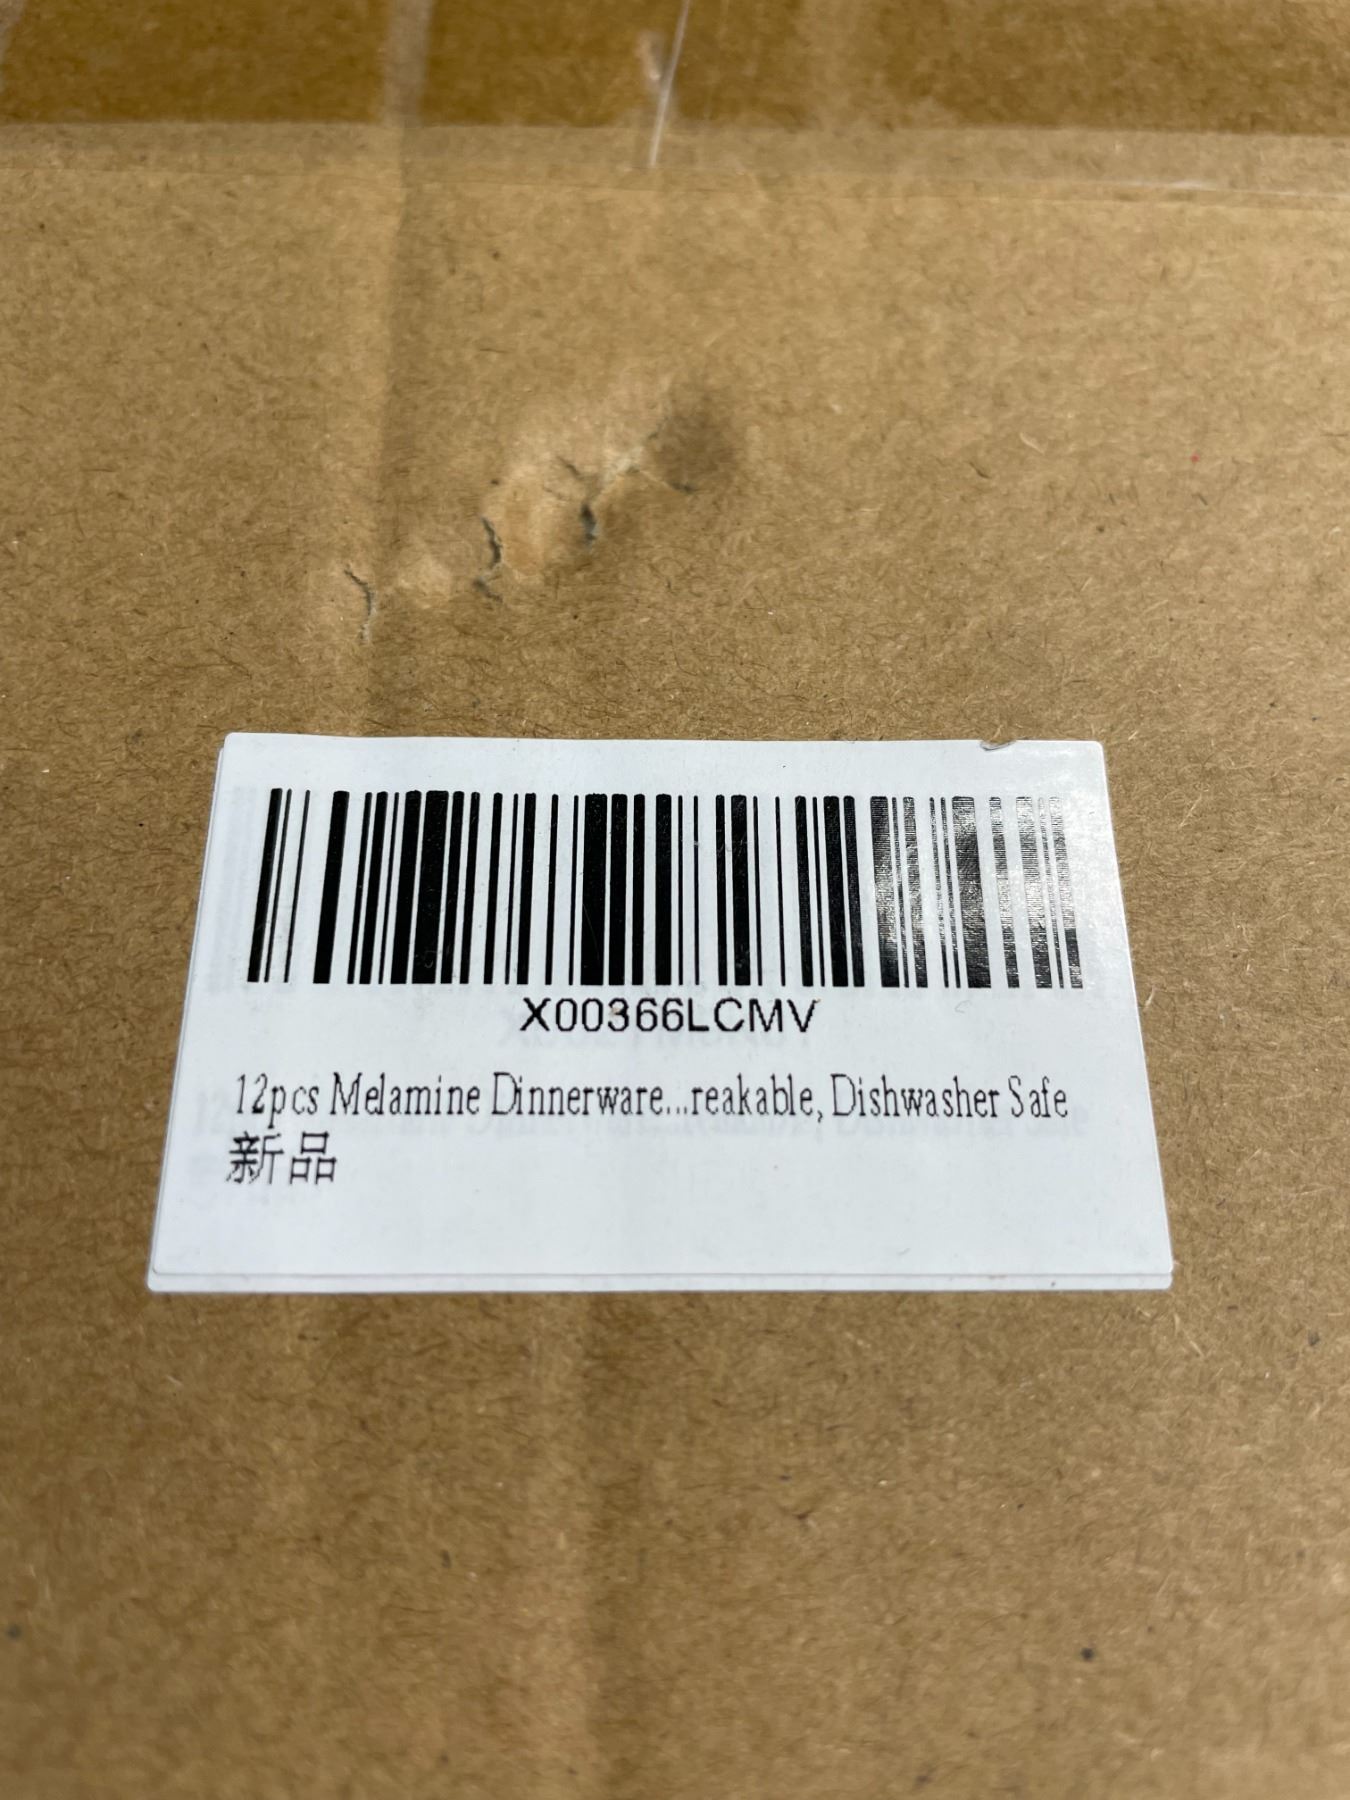 X00366LCMV
12pcs Melamine Dinnerware...reakable, Dishwasher Safe
新品